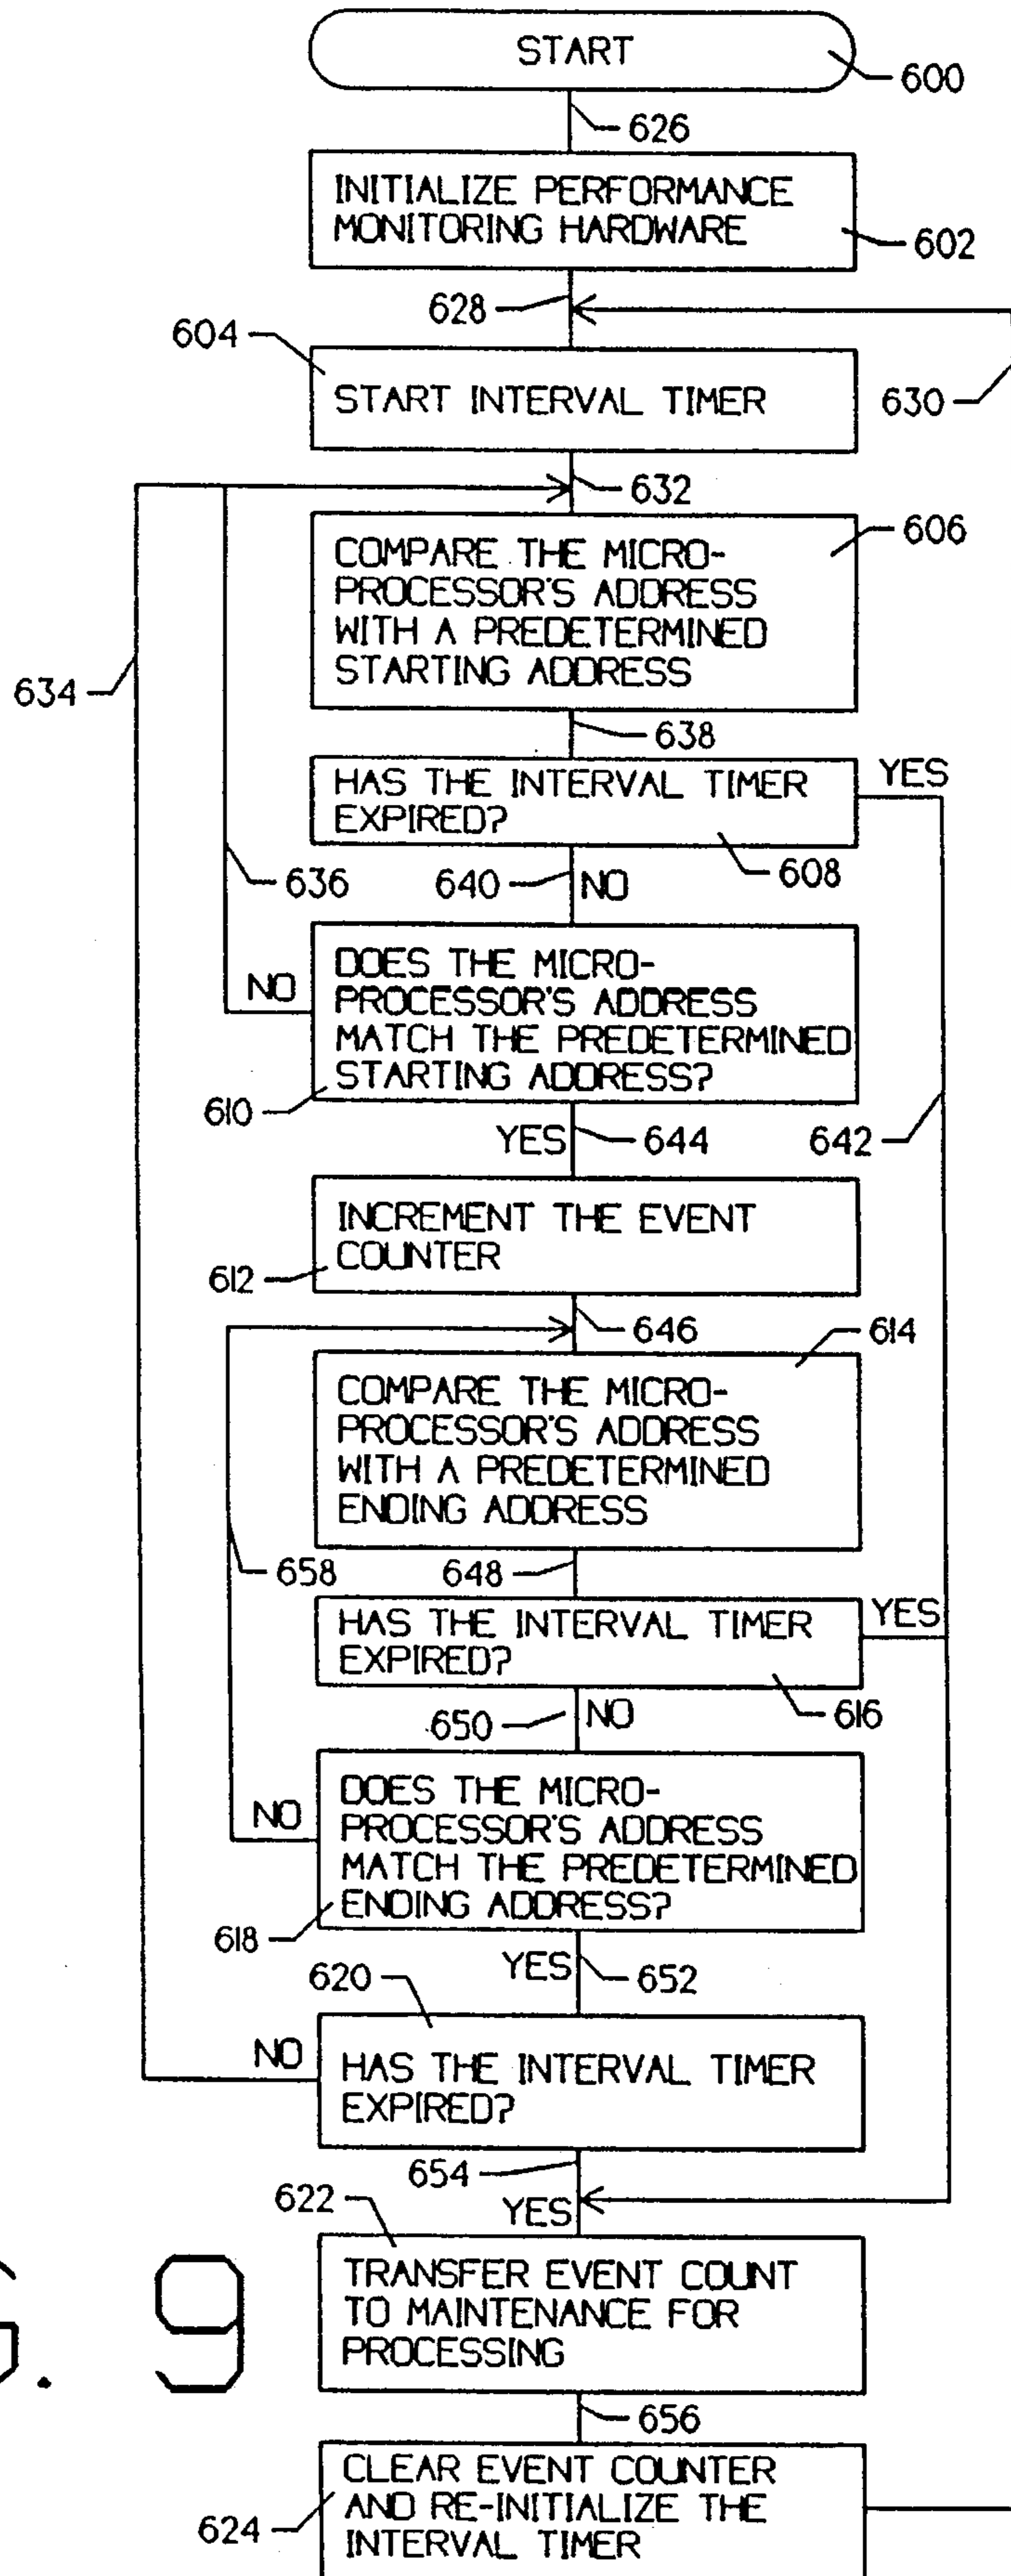 START
600
626
INITIALIZE PERFORMANCE
MONITORING HARDWARE
602
628
604
START INTERVAL TIMER
630
632
606
COMPARE THE MICRO-
PROCESSOR'S ADDRESS
WITH A PREDETERMINED
STARTING ADDRESS
634
638
HAS THE INTERVAL TIMER
EXPIRED?
YES
608
636
640
NO
DOES THE MICRO-
PROCESSOR'S ADDRESS
MATCH THE PREDETERMINED
STARTING ADDRESS?
NO
610
YES
644
642
INCREMENT THE EVENT
COUNTER
612
646
614
COMPARE THE MICRO-
PROCESSOR'S ADDRESS
WITH A PREDETERMINED
ENDING ADDRESS
658
648
HAS THE INTERVAL TIMER
EXPIRED?
YES
616
650
NO
DOES THE MICRO-
PROCESSOR'S ADDRESS
MATCH THE PREDETERMINED
ENDING ADDRESS?
NO
618
YES
652
620
NO
HAS THE INTERVAL TIMER
EXPIRED?
654
YES
622
TRANSFER EVENT COUNT
TO MAINTENANCE FOR
PROCESSING
G. 9
656
CLEAR EVENT COUNTER
AND RE-INITIALIZE THE
INTERVAL TIMER
624